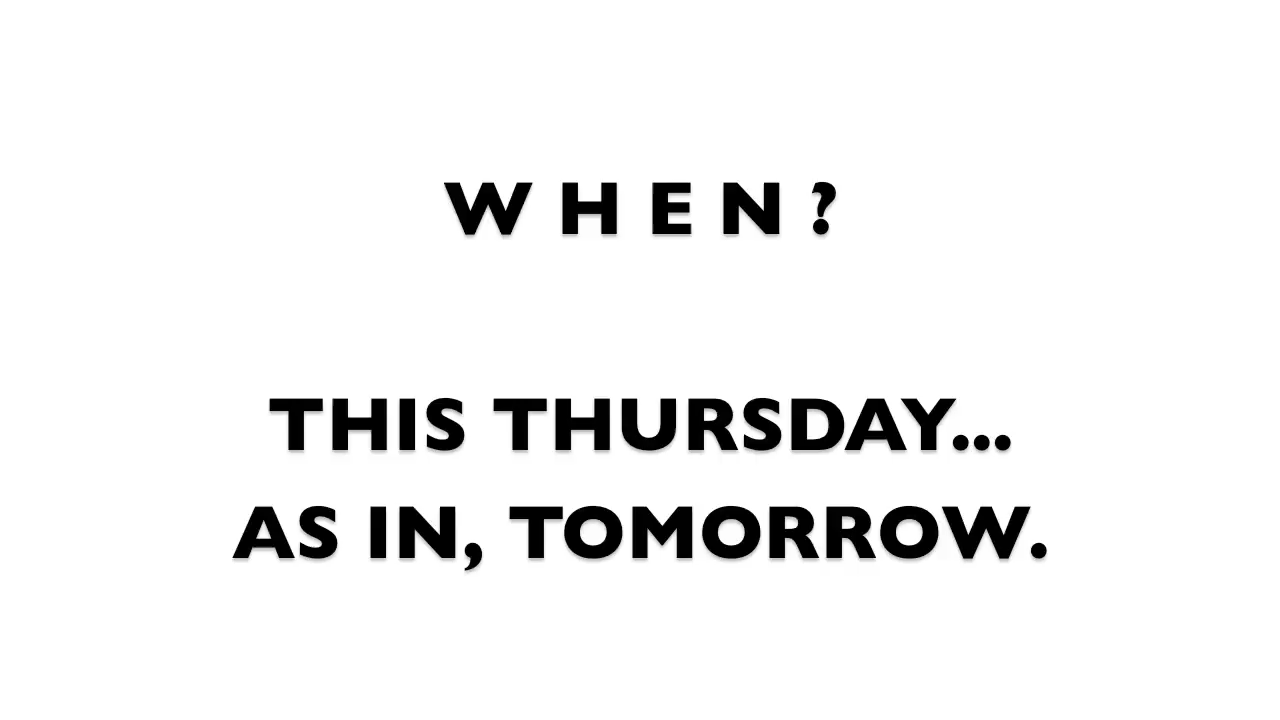 W H E N ?
THIS THURSDAY...
AS IN, TOMORROW.